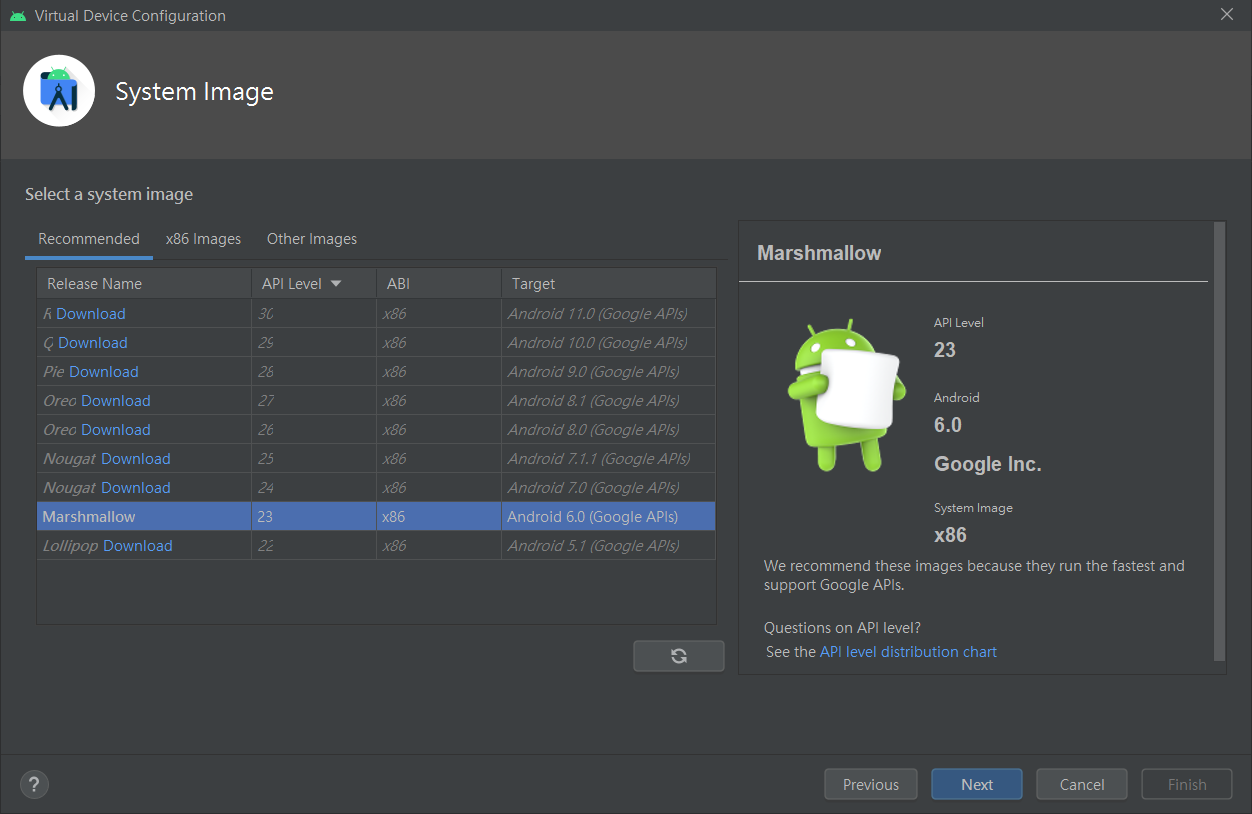 Virtual Device Configuration
System Image
Select a system image
Recommended x86 Images Other Images
Release Name API Level ABI Target
R Download 30 x86 Android 11.0 (Google APIs)
Q Download 29 x86 Android 10.0 (Google APIs)
Pie Download 28 x86 Android 9.0 (Google APIs)
Oreo Download 27 x86 Android 8.1 (Google APIs)
Oreo Download 26 x86 Android 8.0 (Google APIs)
Nougat Download 25 x86 Android 7.1.1 (Google APIs)
Nougat Download 24 x86 Android 7.0 (Google APIs)
Marshmallow 23 x86 Android 6.0 (Google APIs)
Lollipop Download 22 x86 Android 5.1 (Google APIs)
Marshmallow
API Level
23
Android
6.0
Google Inc.
System Image
x86
We recommend these images because they run the fastest and
support Google APIs.
Questions on API level?
See the API level distribution chart
? Previous Next Cancel Finish